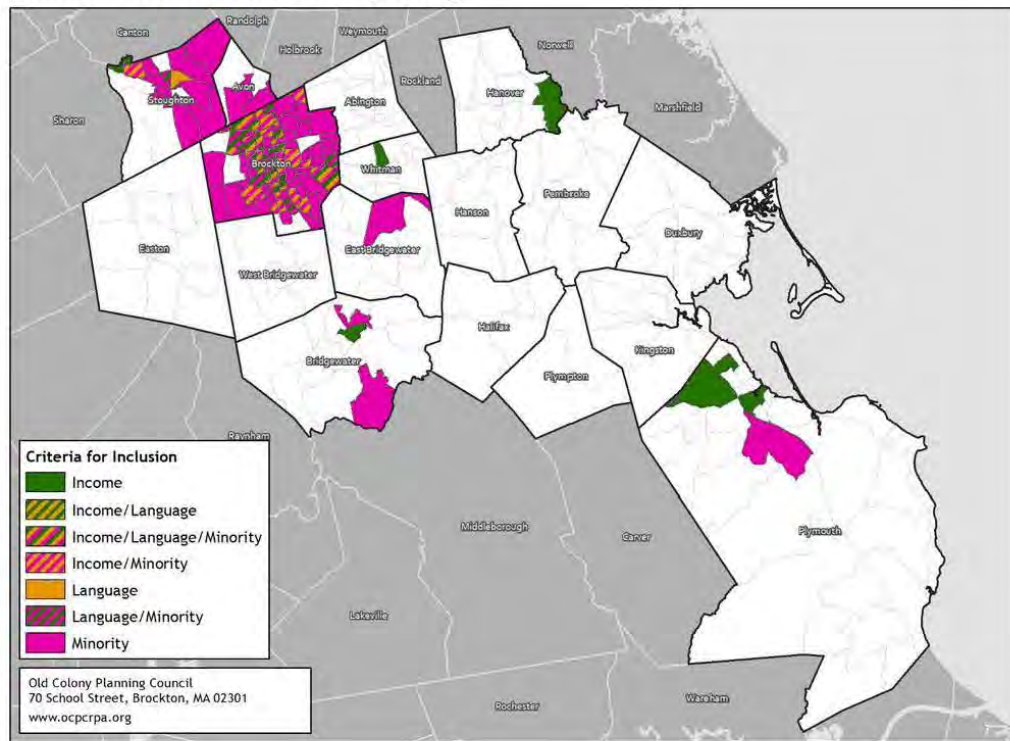 Canton
Randolph
Holbrook
Weymouth
Norwell
Rockland
Avon
Stoughton
Abington
Hanover
Marshfield
Sharon
Brockton
Whitman
Pembroke
Hanson
Duxbury
Easton
East Bridgewater
West Bridgewater
Halifax
Kingston
Bridgewater
Plympton
Raynham
Middleborough
Carver
Plymouth
Lakeville
Rochester
Wareham
Criteria for Inclusion
Income
Income/Language
Income/Language/Minority
Income/Minority
Language
Language/Minority
Minority
Old Colony Planning Council
70 School Street, Brockton, MA 02301
www.ocpcrpa.org